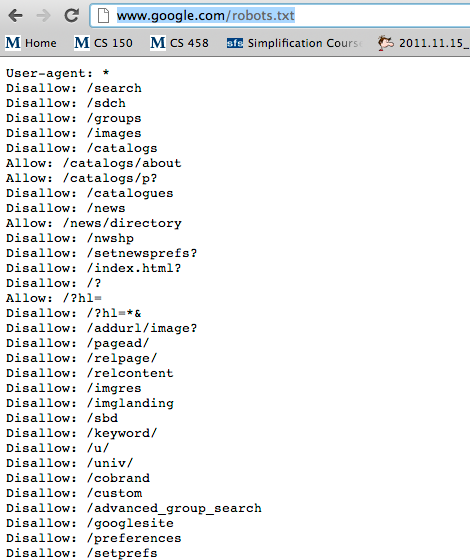 www.google.com/robots.txt
M Home M CS 150 M CS 458 sfs Simplification Cours 2011.11.15_
User-agent: *
Disallow: /search
Disallow: /sdch
Disallow: /groups
Disallow: /images
Disallow: /catalogs
Allow: /catalogs/about
Allow: /catalogs/p?
Disallow: /catalogues
Disallow: /news
Allow: /news/directory
Disallow: /nwshp
Disallow: /setnewsprefs?
Disallow: /index.html?
Disallow: /?
Allow: /?hl=
Disallow: /?hl=*&
Disallow: /addurl/image?
Disallow: /pagead/
Disallow: /relpage/
Disallow: /relcontent
Disallow: /imgres
Disallow: /imglanding
Disallow: /sbd
Disallow: /keyword/
Disallow: /u/
Disallow: /univ/
Disallow: /cobrand
Disallow: /custom
Disallow: /advanced_group_search
Disallow: /googlesite
Disallow: /preferences
Disallow: /setprefs